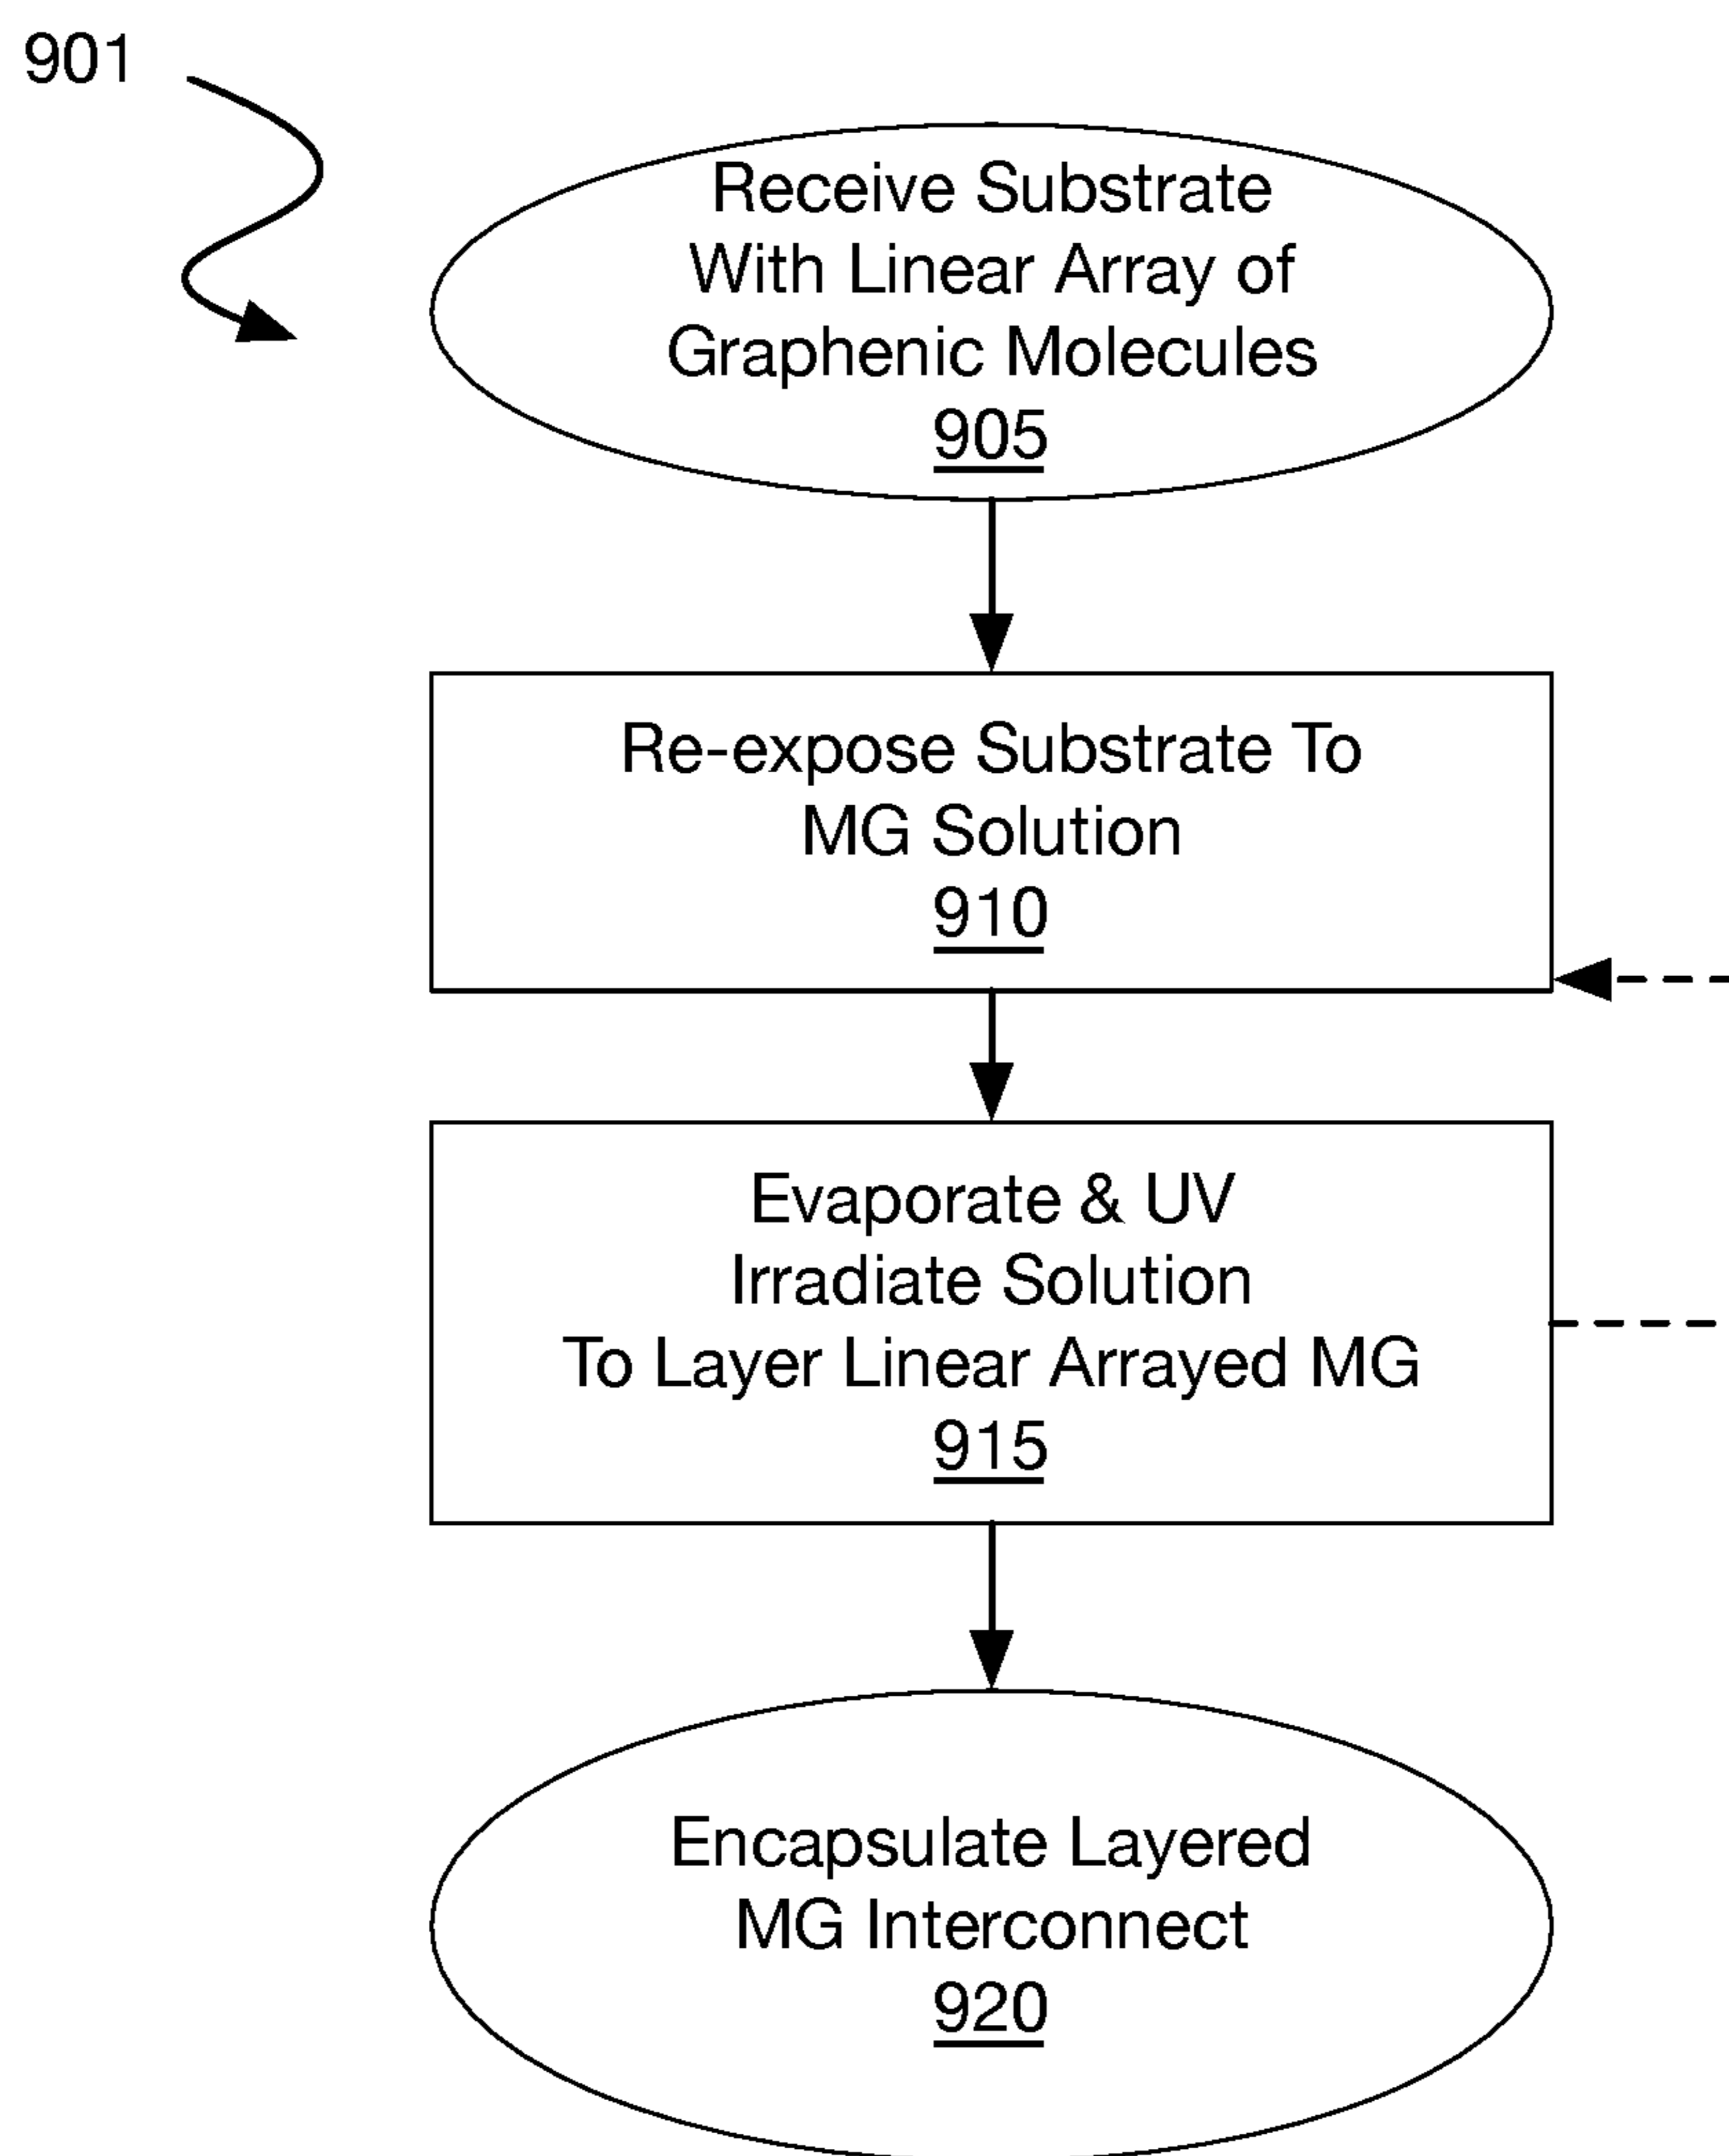 901
Receive Substrate
With Linear Array of
Graphenic Molecules
905
Re-expose Substrate To
MG Solution
910
Evaporate & UV
Irradiate Solution
To Layer Linear Arrayed MG
915
Encapsulate Layered
MG Interconnect
920